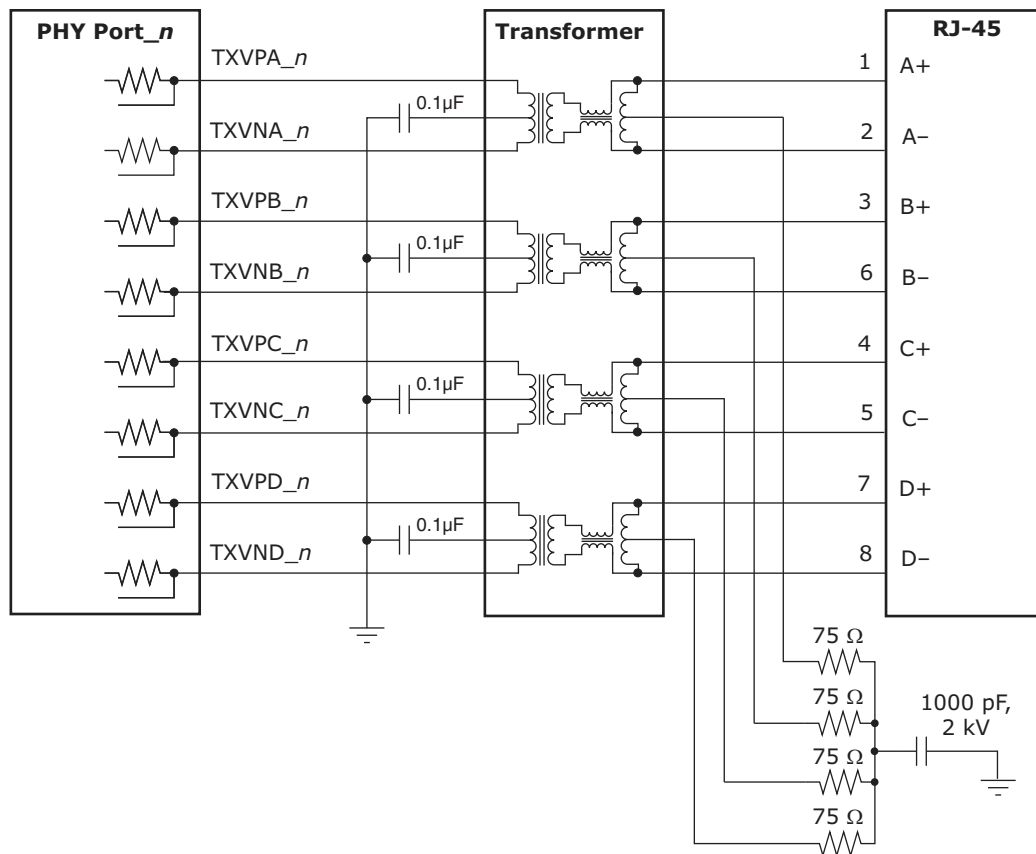 PHY Port_n
Transformer
RJ-45
TXVPA_n
1
A+
0.1µF
TXVNA_n
2
A–
TXVPB_n
3
B+
0.1µF
TXVNB_n
6
B–
TXVPC_n
4
C+
0.1µF
TXVNC_n
5
C–
TXVPD_n
7
D+
0.1µF
TXVND_n
8
D–
75 Ω
75 Ω
1000 pF,
2 kV
75 Ω
75 Ω